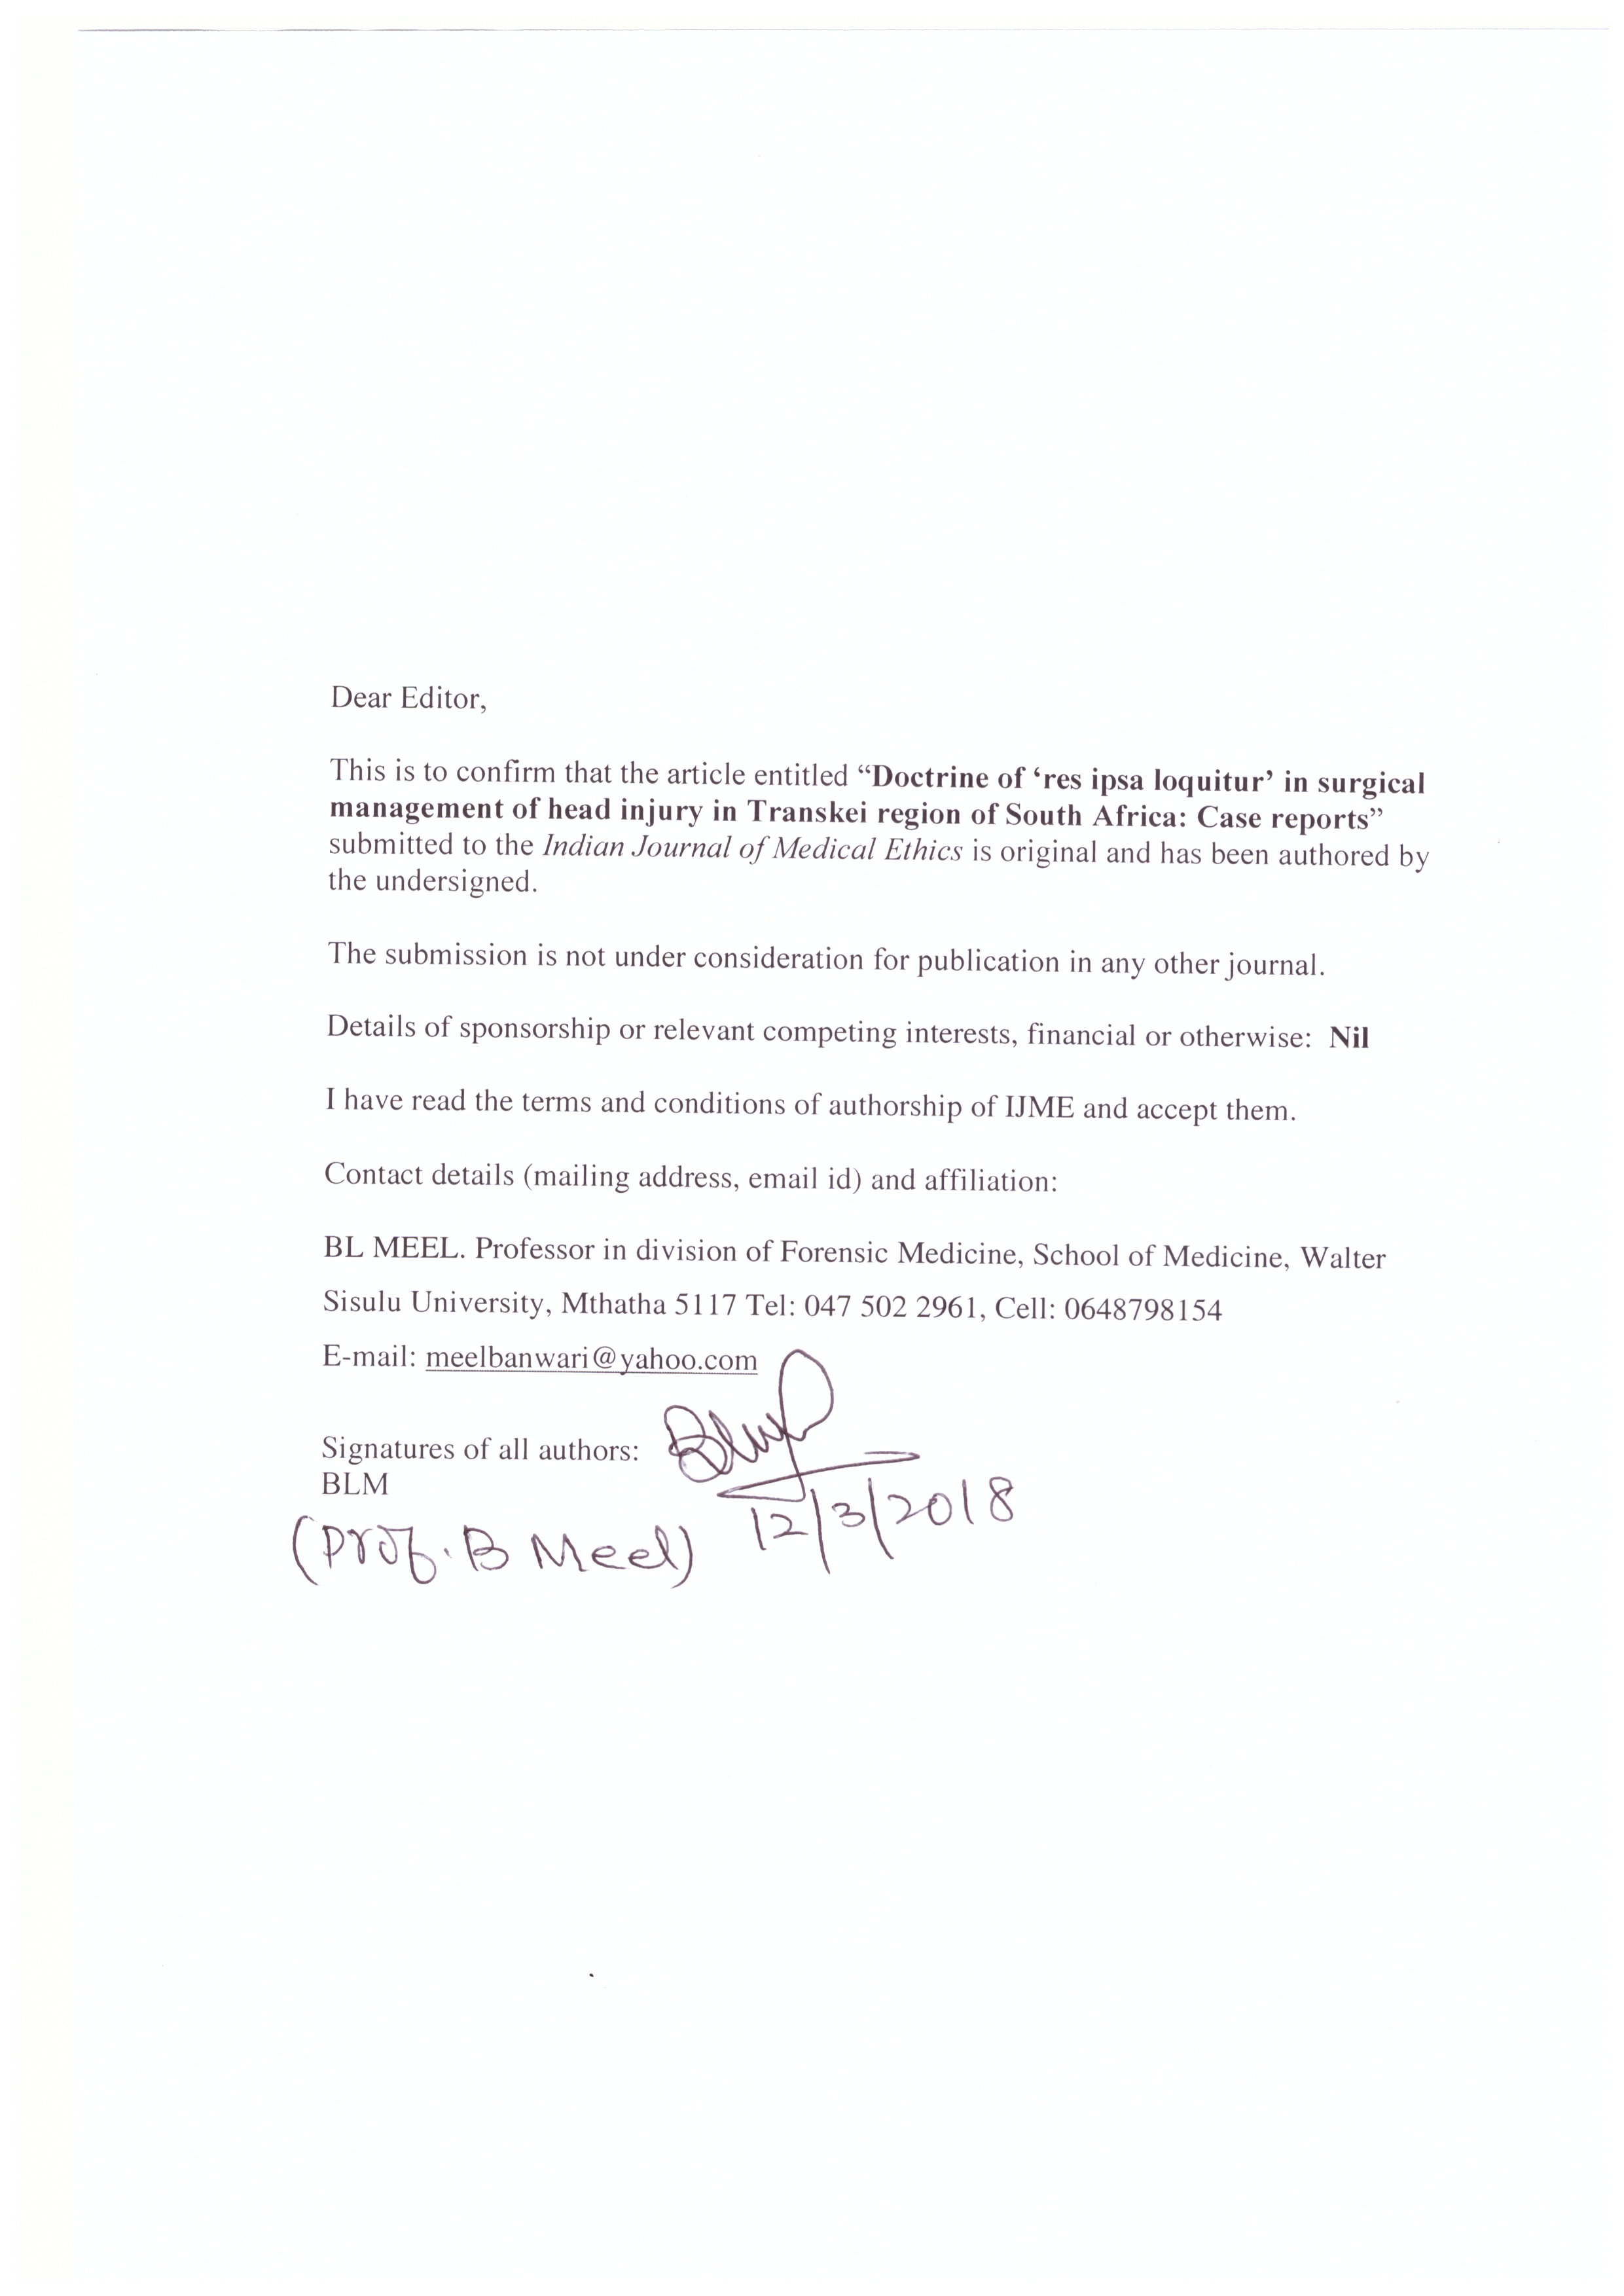 Dear Editor,
This is to confirm that the article entitled “Doctrine of ‘res ipsa loquitur’ in surgical
management of head injury in Transkei region of South Africa: Case reports”
submitted to the Indian Journal of Medical Ethics is original and has been authored by
the undersigned.
The submission is not under consideration for publication in any other journal.
Details of sponsorship or relevant competing interests, financial or otherwise: Nil
I have read the terms and conditions of authorship of IJME and accept them.
Contact details (mailing address, email id) and affiliation:
BL MEEL. Professor in division of Forensic Medicine, School of Medicine, Walter
Sisulu University, Mthatha 5117 Tel: 047 502 2961, Cell: 0648798154
E-mail: meelbanwari@yahoo.com
Signatures of all authors:
BLM
12/3/2018
(Prof. B Meel)